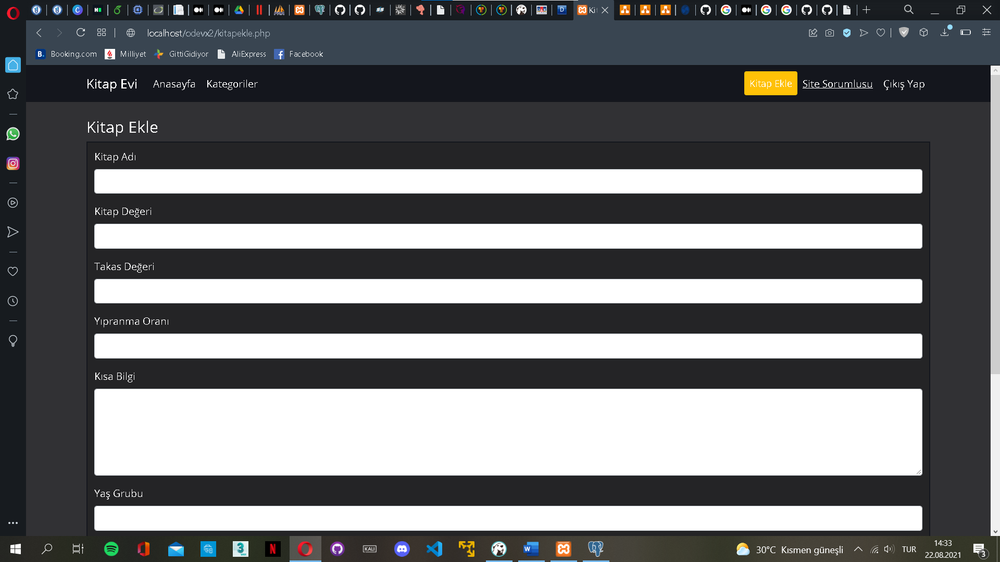 Ki
localhost/odevx2/kitapekle.php
Booking.com Milliyet GittiGidiyor AliExpress Facebook
Kitap Evi Anasayfa Kategoriler Kitap Ekle Site Sorumlusu Çıkış Yap
Kitap Ekle
Kitap Adı
Kitap Değeri
Takas Değeri
Yıpranma Oranı
Kısa Bilgi
Yaş Grubu
30°C Kısmen güneşli TUR 14:33
22.08.2021 3